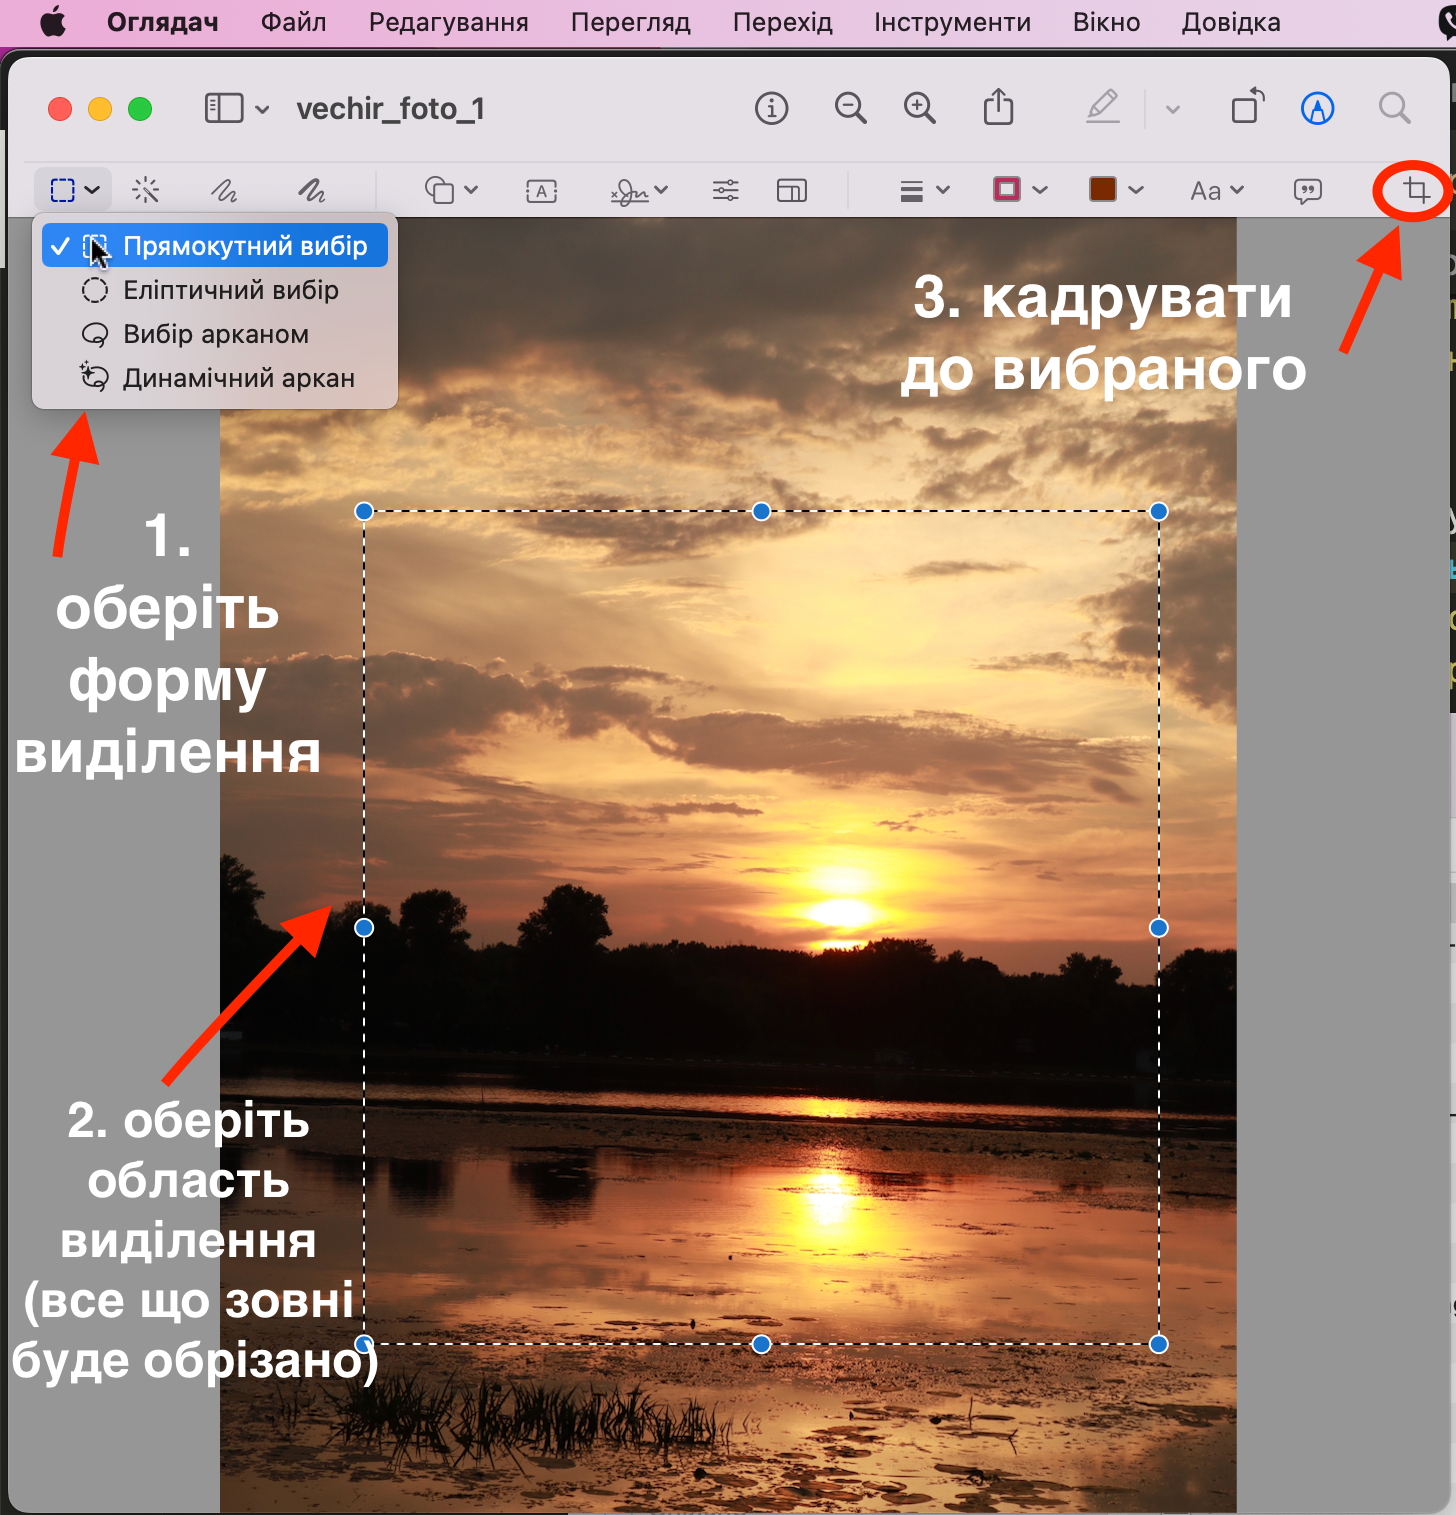 Оглядач Файл Редагування Перегляд Перехід Інструменти Вікно Довідка
vechir_foto_1
A
Aa
Прямокутний вибір
Еліптичний вибір
Вибір арканом
Динамічний аркан
3. кадрувати
до вибраного
1.
оберіть
форму
виділення
2. оберіть
область
виділення
(все що зовні
буде обрізано)